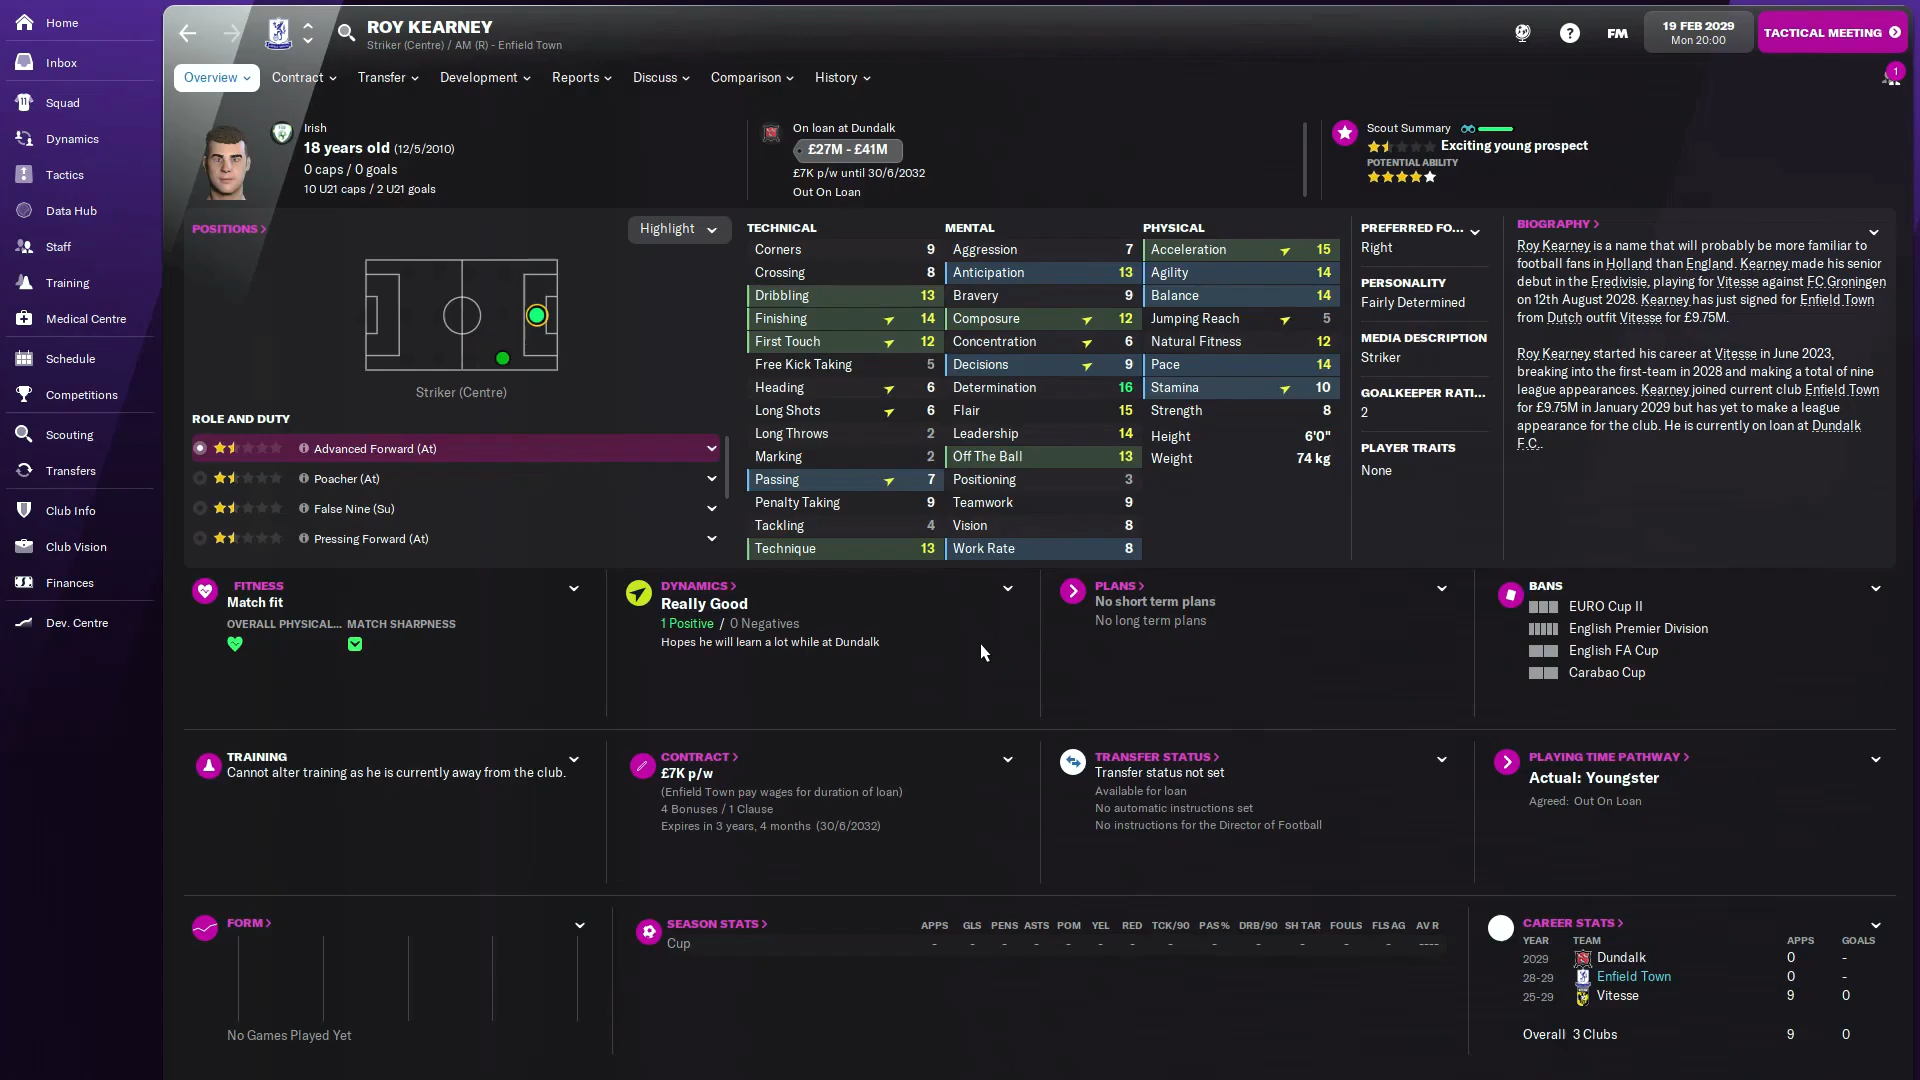 Home
Inbox
Squad
Dynamics
Tactics
Data Hub
Staff
Training
Medical Centre
Schedule
Competitions
Scouting
Transfers
Club Info
Club Vision
Finances
Dev. Centre
ROY KEARNEY
Striker (Centre) / AM (R) - Enfield Town
FM
19 FEB 2029
Mon 20:00
TACTICAL MEETING
Overview Contract Transfer Development Reports Discuss Comparison History
1
Irish
18 years old (12/5/2010)
0 caps / 0 goals
10 U21 caps / 2 U21 goals
On loan at Dundalk
£27M - £41M
£7K p/w until 30/6/2032
Out On Loan
Scout Summary
Exciting young prospect
POTENTIAL ABILITY
POSITIONS >
Highlight
Striker (Centre)
ROLE AND DUTY
Advanced Forward (At)
Poacher (At)
False Nine (Su)
Pressing Forward (At)
TECHNICAL
Corners 9
Crossing 8
Dribbling 13
Finishing 14
First Touch 12
Free Kick Taking 5
Heading 6
Long Shots 6
Long Throws 2
Marking 2
Passing 7
Penalty Taking 9
Tackling 4
Technique 13
MENTAL
Aggression 7
Anticipation 13
Bravery 9
Composure 12
Concentration 6
Decisions 9
Determination 16
Flair 15
Leadership 14
Off The Ball 13
Positioning 3
Teamwork 9
Vision 8
Work Rate 8
PHYSICAL
Acceleration 15
Agility 14
Balance 14
Jumping Reach 5
Natural Fitness 12
Pace 14
Stamina 10
Strength 8
Height 6'0"
Weight 74 kg
PREFERRED FO...
Right
PERSONALITY
Fairly Determined
MEDIA DESCRIPTION
Striker
GOALKEEPER RATI...
2
PLAYER TRAITS
None
BIOGRAPHY >
Roy Kearney is a name that will probably be more familiar to
football fans in Holland than England. Kearney made his senior
debut in the Eredivisie, playing for Vitesse against FC Groningen
on 12th August 2028. Kearney has just signed for Enfield Town
from Dutch outfit Vitesse for £9.75M.
Roy Kearney started his career at Vitesse in June 2023,
breaking into the first-team in 2028 and making a total of nine
league appearances. Kearney joined current club Enfield Town
for £9.75M in January 2029 but has yet to make a league
appearance for the club. He is currently on loan at Dundalk
F.C..
FITNESS
Match fit
OVERALL PHYSICAL... MATCH SHARPNESS
DYNAMICS >
Really Good
1 Positive / 0 Negatives
Hopes he will learn a lot while at Dundalk
PLANS >
No short term plans
No long term plans
BANS
EURO Cup II
English Premier Division
English FA Cup
Carabao Cup
TRAINING
Cannot alter training as he is currently away from the club.
CONTRACT >
£7K p/w
(Enfield Town pay wages for duration of loan)
4 Bonuses / 1 Clause
Expires in 3 years, 4 months (30/6/2032)
TRANSFER STATUS >
Transfer status not set
Available for loan
No automatic instructions set
No instructions for the Director of Football
PLAYING TIME PATHWAY >
Actual: Youngster
Agreed: Out On Loan
FORM >
No Games Played Yet
SEASON STATS > APPS GLS PENS ASTS POM YEL RED TCK/90 PAS % DRB/90 SH TAR FOULS FLS AG AV R
Cup - - - - - - - - - - - - - ----
CAREER STATS >
YEAR TEAM APPS GOALS
2029 Dundalk 0 -
28-29 Enfield Town 0 -
25-29 Vitesse 9 0
Overall 3 Clubs 9 0